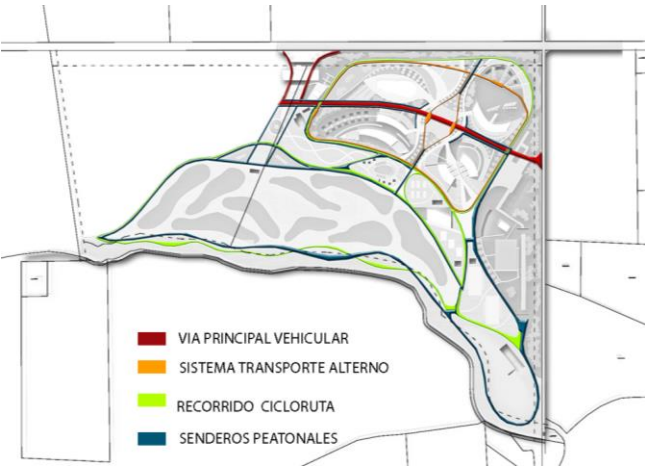 VIA PRINCIPAL VEHICULAR
SISTEMA TRANSPORTE ALTERNO
RECORRIDO CICLORUTA
SENDEROS PEATONALES